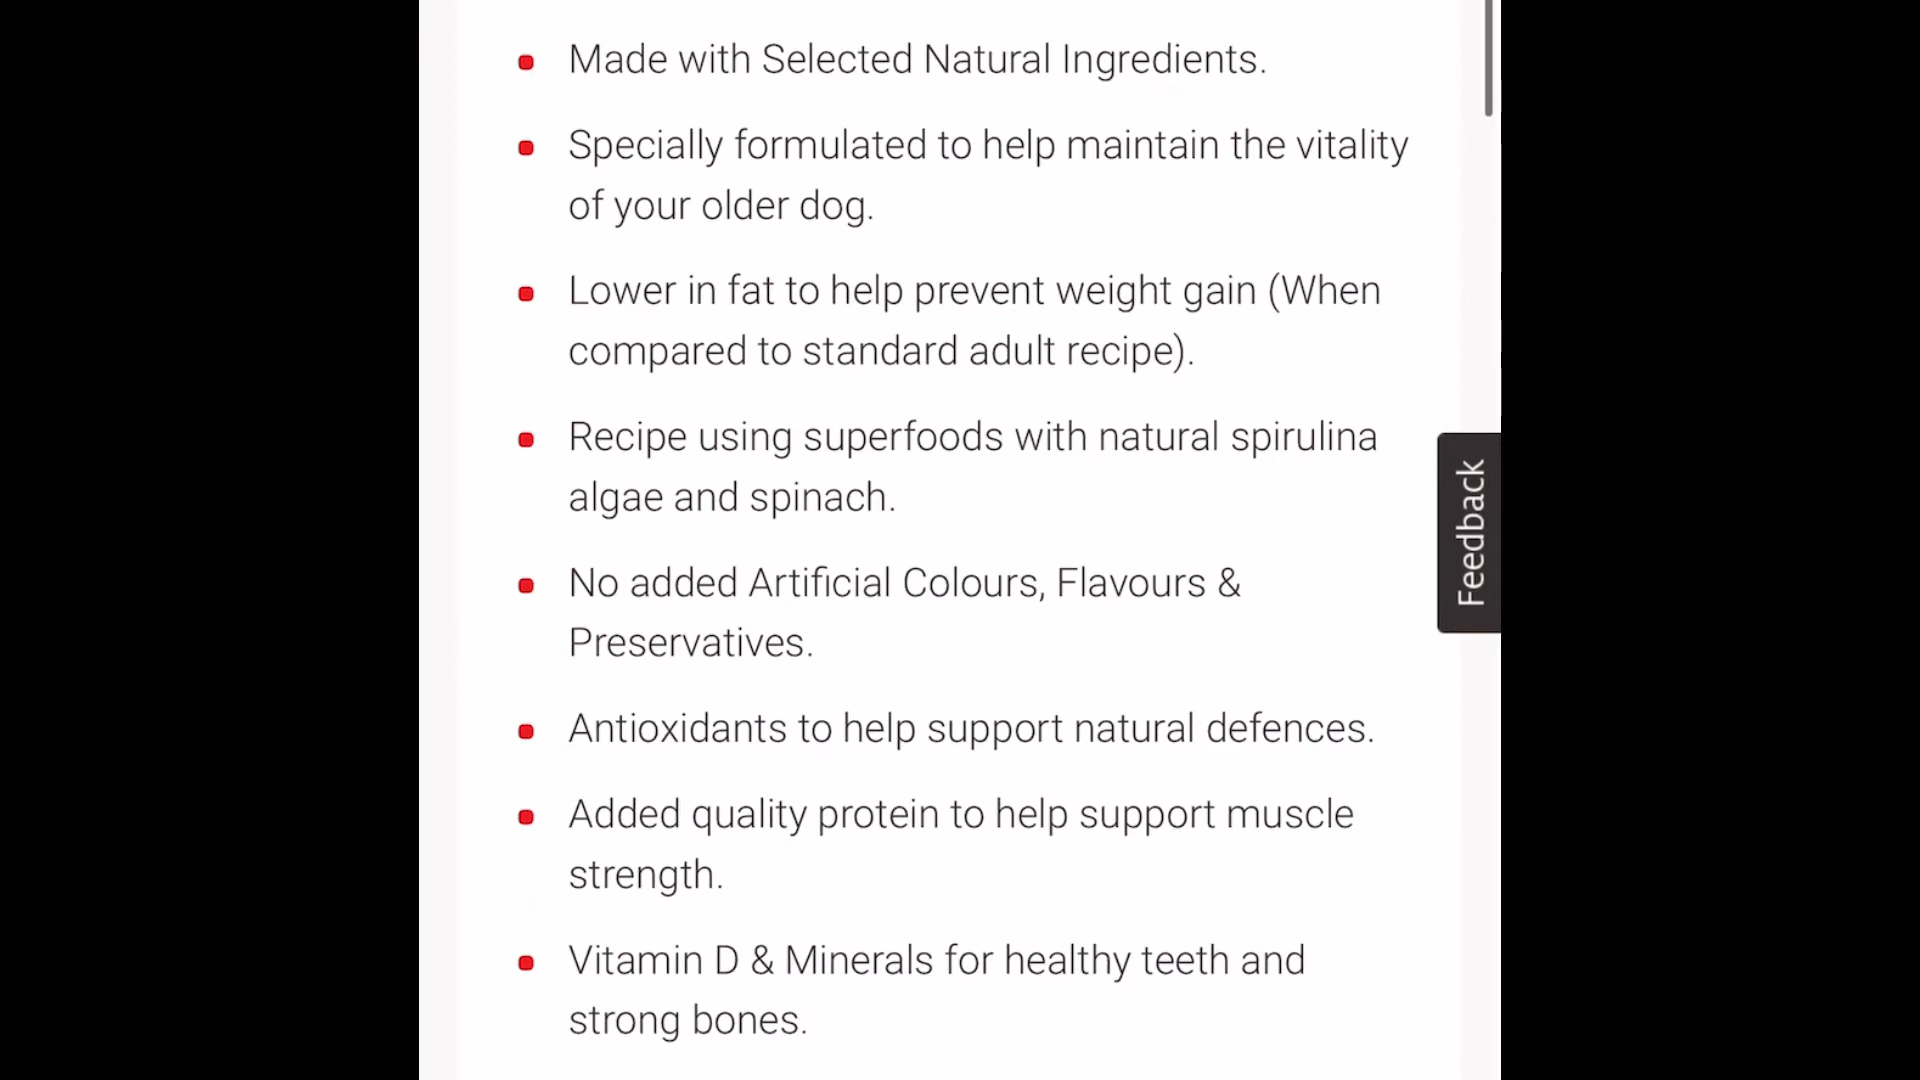 Made with Selected Natural Ingredients.
Specially formulated to help maintain the vitality
of your older dog.
Lower in fat to help prevent weight gain (When
compared to standard adult recipe).
Recipe using superfoods with natural spirulina
algae and spinach.
No added Artificial Colours, Flavours &
Preservatives.
Antioxidants to help support natural defences.
Added quality protein to help support muscle
strength.
Vitamin D & Minerals for healthy teeth and
strong bones.
Feedback